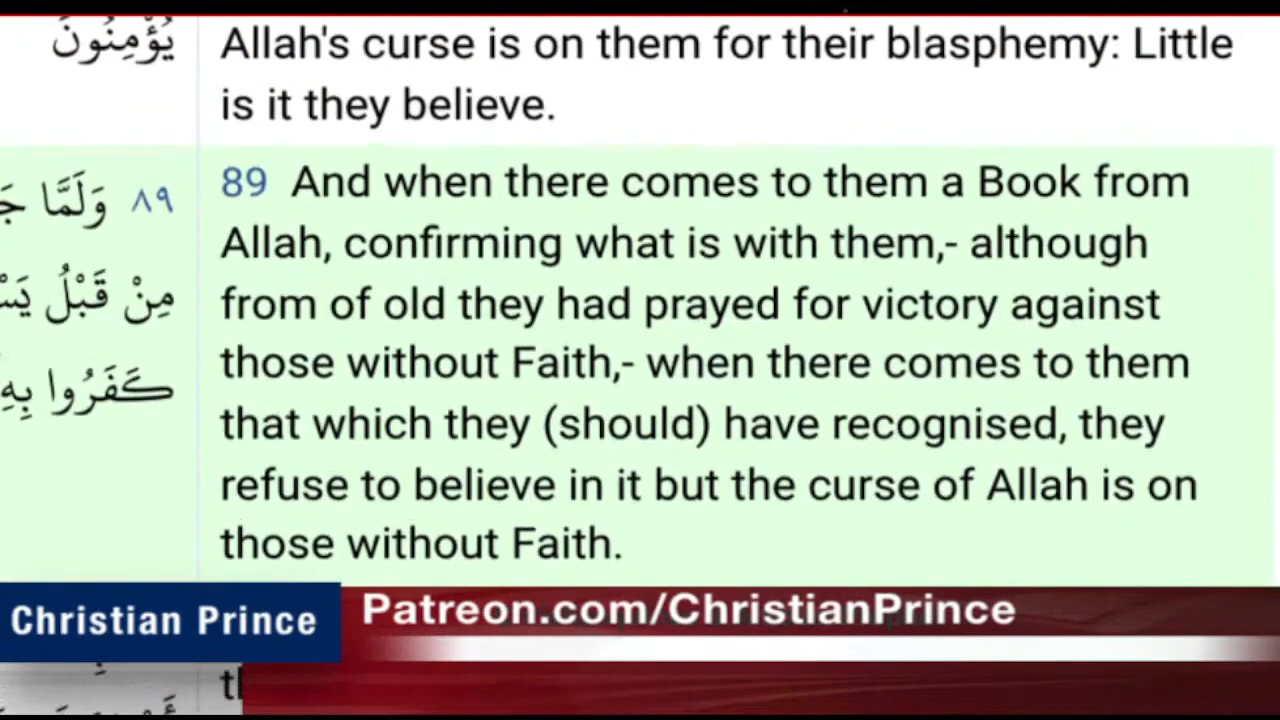 يُؤْمِنُونَ
Allah's curse is on them for their blasphemy: Little
is it they believe.
٨٩ وَلَمَّا
89 And when there comes to them a Book from
Allah, confirming what is with them,- although
مِنْ قَبْلُ
from of old they had prayed for victory against
those without Faith,- when there comes to them
كَفَرُوا بِهِ
that which they (should) have recognised, they
refuse to believe in it but the curse of Allah is on
those without Faith.
Christian Prince
Patreon.com/ChristianPrince